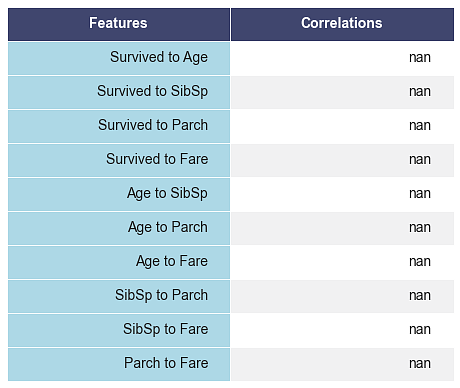 Features Correlations
Survived to Age nan
Survived to SibSp nan
Survived to Parch nan
Survived to Fare nan
Age to SibSp nan
Age to Parch nan
Age to Fare nan
SibSp to Parch nan
SibSp to Fare nan
Parch to Fare nan